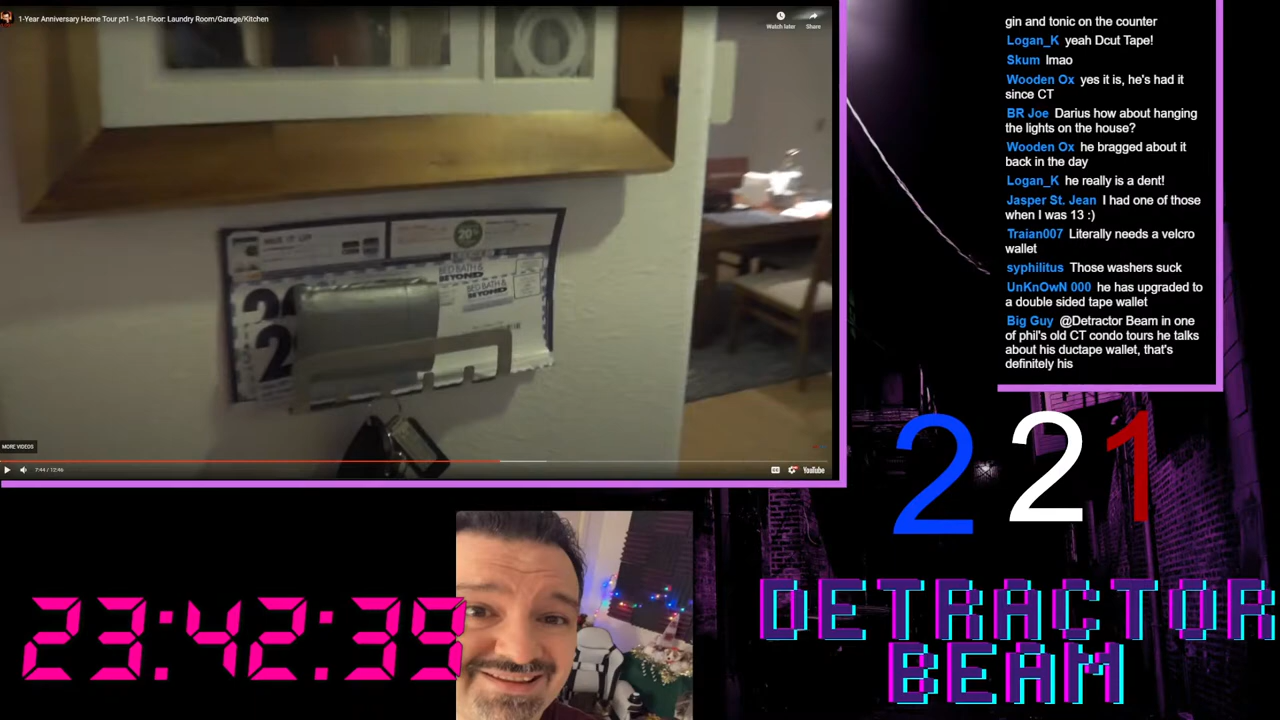 1-Year Anniversary Home Tour pt1 - 1st Floor: Laundry Room/Garage/Kitchen
Watch later
Share
20%
BED BATH &
BEYOND
BED BATH &
BEYOND
2
2
MORE VIDEOS
7:44 / 12:46
YouTube
gin and tonic on the counter
Logan_K yeah Dcut Tape!
Skum lmao
Wooden Ox yes it is, he's had it
since CT
BR Joe Darius how about hanging
the lights on the house?
Wooden Ox he bragged about it
back in the day
Logan_K he really is a dent!
Jasper St. Jean I had one of those
when I was 13 :)
Traian007 Literally needs a velcro
wallet
syphilitus Those washers suck
UnKnOwN 000 he has upgraded to
a double sided tape wallet
Big Guy @Detractor Beam in one
of phil's old CT condo tours he talks
about his ductape wallet, that's
definitely his
221
23:42:39
DETRACTOR
BEAM